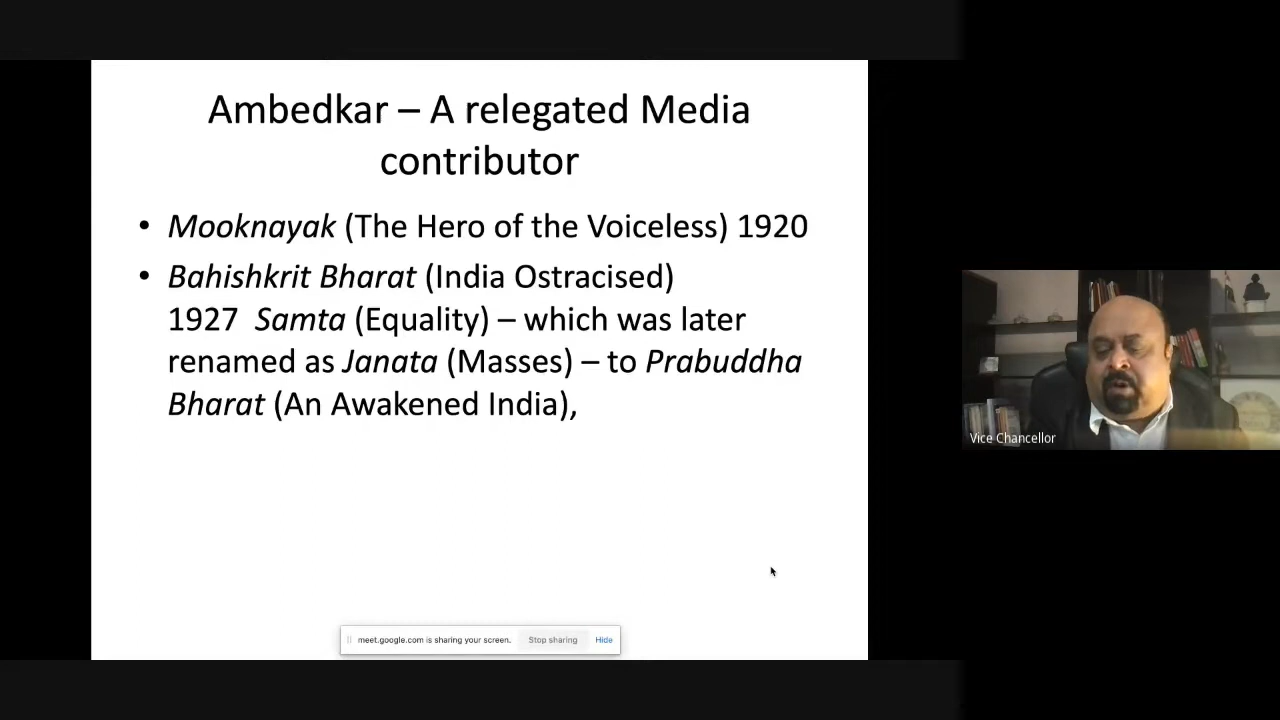 Ambedkar – A relegated Media
contributor
• Mooknayak (The Hero of the Voiceless) 1920
• Bahishkrit Bharat (India Ostracised)
1927 Samta (Equality) – which was later
renamed as Janata (Masses) – to Prabuddha
Bharat (An Awakened India),
Vice Chancellor
meet.google.com is sharing your screen. Stop sharing Hide